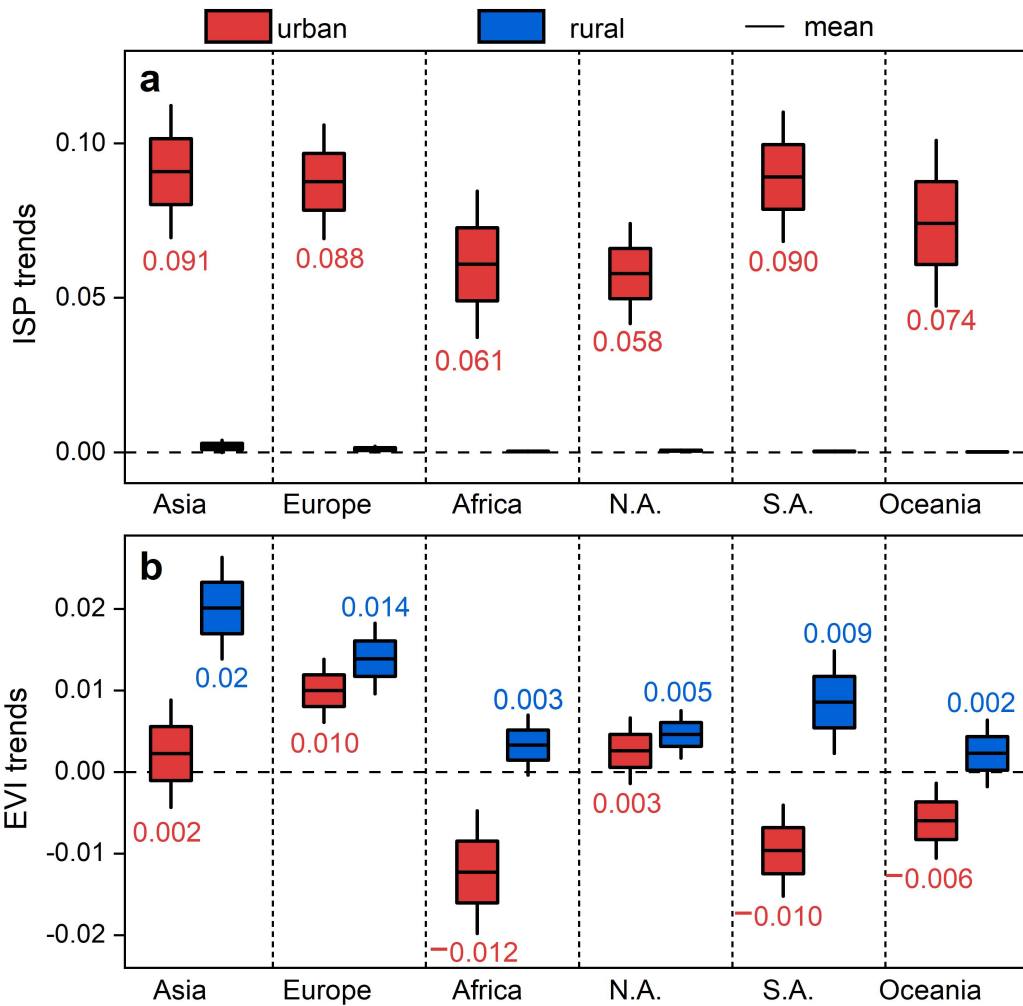 urban rural mean
a
0.10
0.05
0.00
ISP trends
0.091 0.088 0.061 0.058 0.090 0.074
Asia Europe Africa N.A. S.A. Oceania
b
0.02
0.01
0.00
-0.01
-0.02
EVI trends
0.02 0.014 0.003 0.005 0.009 0.002
0.002 0.010 −0.012 0.003 −0.010 −0.006
Asia Europe Africa N.A. S.A. Oceania